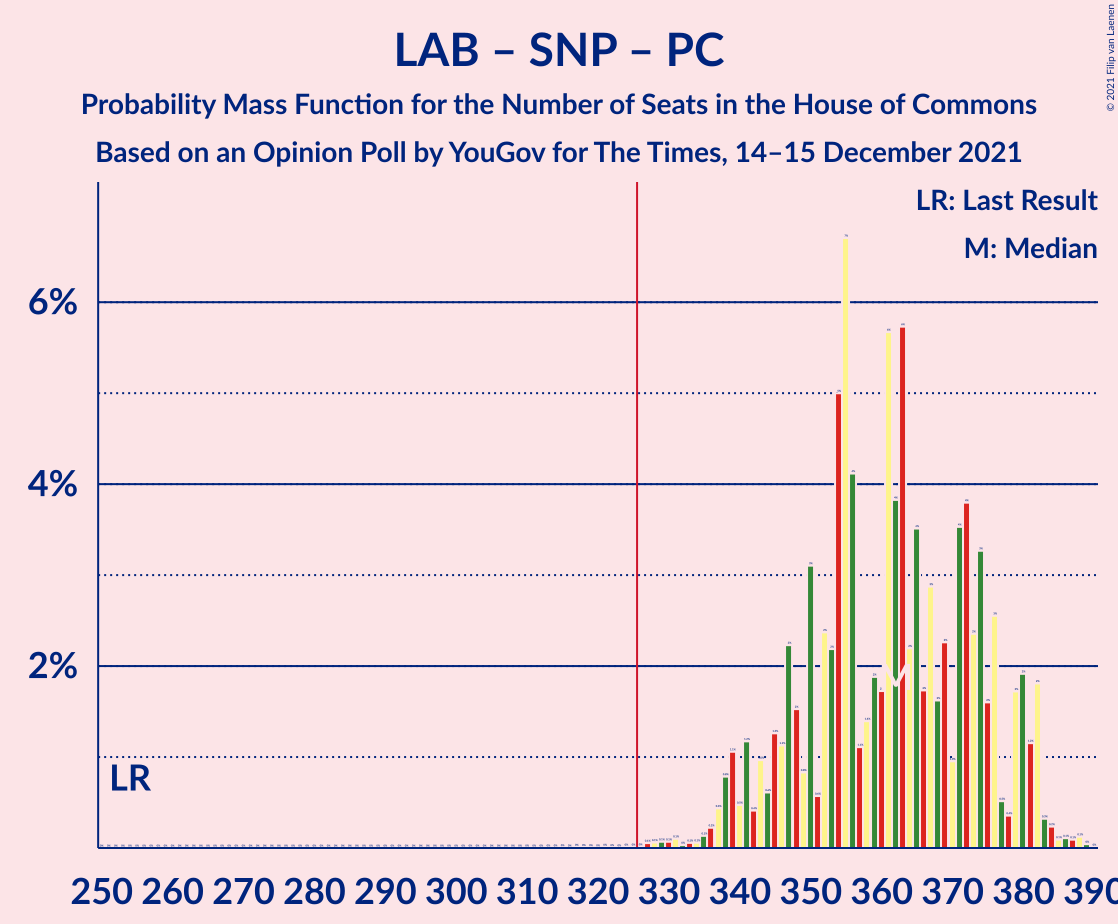 LAB – SNP – PC
Probability Mass Function for the Number of Seats in the House of Commons
Based on an Opinion Poll by YouGov for The Times, 14–15 December 2021
© 2021 Filip van Laenen
LR: Last Result
M: Median
6%
4%
2%
LR
250 260 270 280 290 300 310 320 330 340 350 360 370 380 390